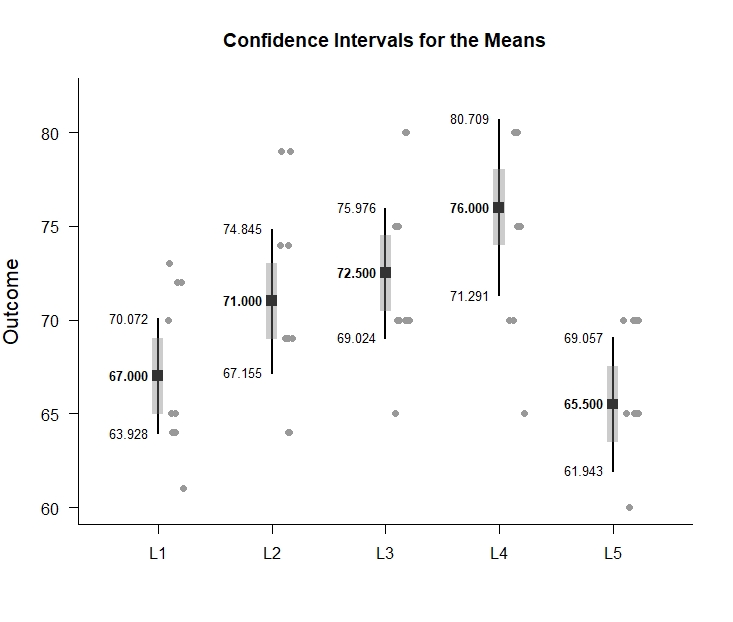 Confidence Intervals for the Means
Outcome
80
75
70
65
60
70.072
67.000
63.928
74.845
71.000
67.155
75.976
72.500
69.024
80.709
76.000
71.291
69.057
65.500
61.943
L1
L2
L3
L4
L5